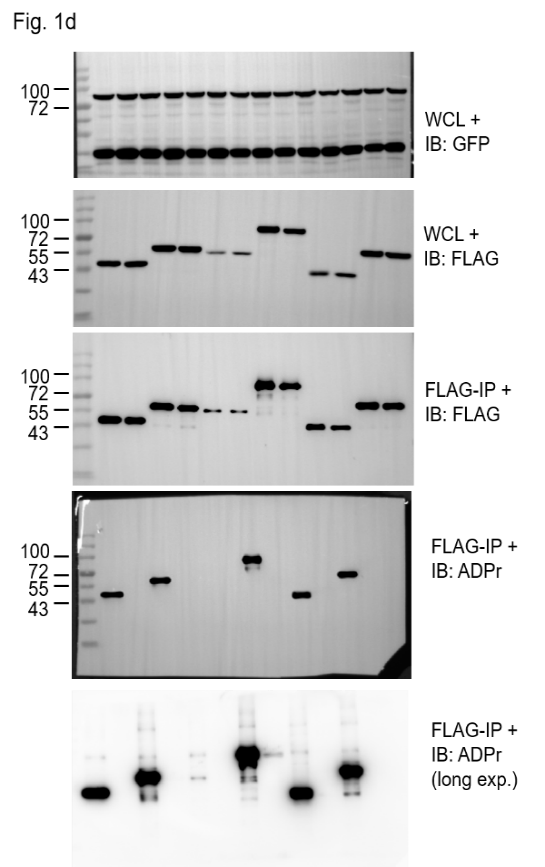 Fig. 1d
100
72
WCL +
IB: GFP
100
72
55
43
WCL +
IB: FLAG
100
72
55
43
FLAG-IP +
IB: FLAG
100
72
55
43
FLAG-IP +
IB: ADPr
FLAG-IP +
IB: ADPr
(long exp.)